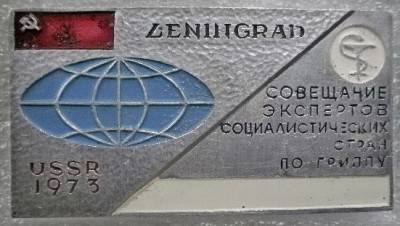 LENINGRAD
СОВЕЩАНИЕ
ЭКСПЕРТОВ
СОЦИАЛИСТИЧЕСКИХ
СТРАН
ПО ГРИППУ
USSR
1973